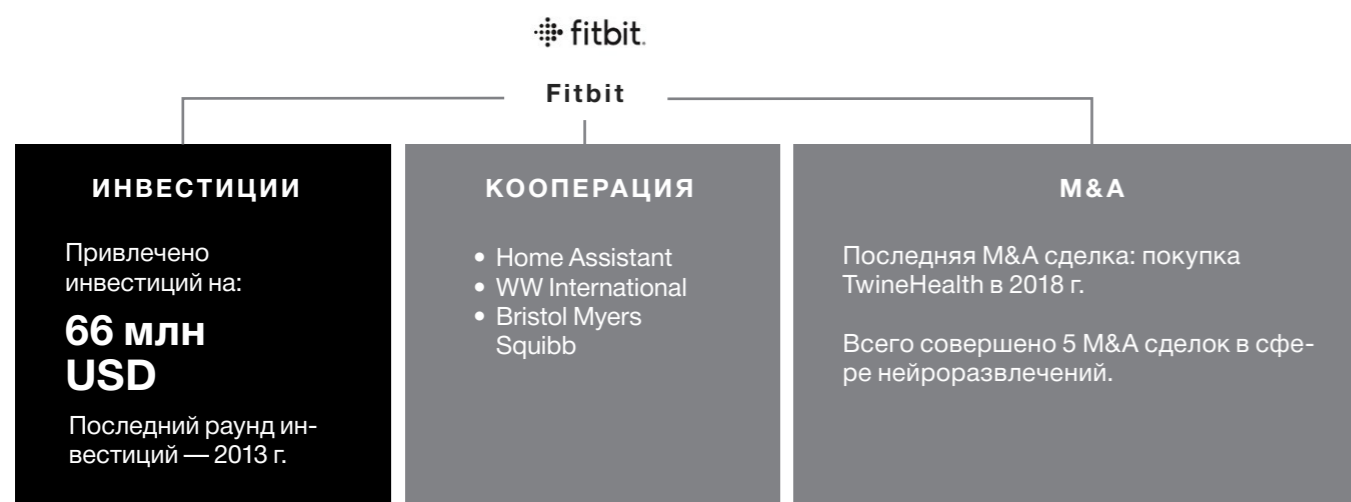 fitbit.
Fitbit
ИНВЕСТИЦИИ
Привлечено
инвестиций на:
66 млн
USD
Последний раунд ин-
вестиций — 2013 г.
КООПЕРАЦИЯ
• Home Assistant
• WW International
• Bristol Myers
Squibb
M&A
Последняя M&A сделка: покупка
TwineHealth в 2018 г.
Всего совершено 5 M&A сделок в сфе-
ре нейроразвлечений.